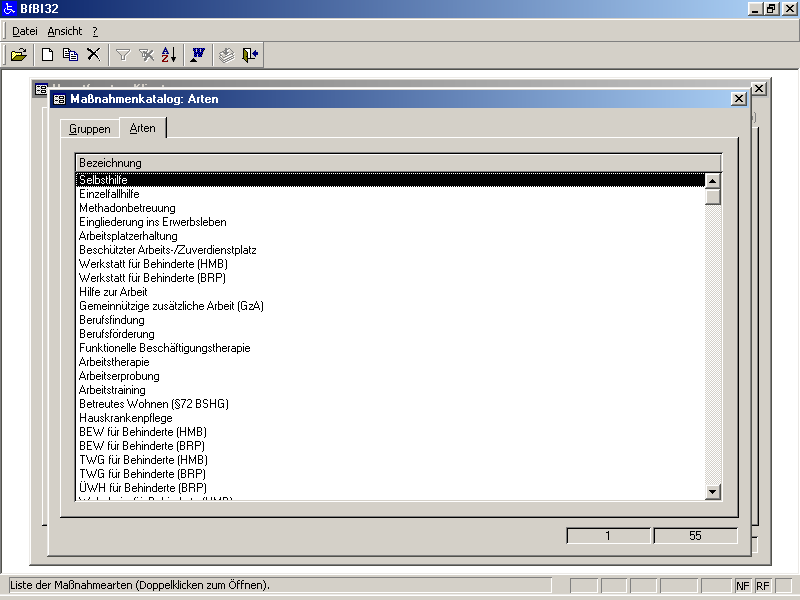 BfBI32
Datei Ansicht ?
Maßnahmenkatalog: Arten
Gruppen Arten
Bezeichnung
Selbsthilfe
Einzelfallhilfe
Methadonbetreuung
Eingliederung ins Erwerbsleben
Arbeitsplatzerhaltung
Beschützter Arbeits-/Zuverdienstplatz
Werkstatt für Behinderte (HMB)
Werkstatt für Behinderte (BRP)
Hilfe zur Arbeit
Gemeinnützige zusätzliche Arbeit (GzA)
Berufsfindung
Berufsförderung
Funktionelle Beschäftigungstherapie
Arbeitstherapie
Arbeitserprobung
Arbeitstraining
Betreutes Wohnen (§72 BSHG)
Hauskrankenpflege
BEW für Behinderte (HMB)
BEW für Behinderte (BRP)
TWG für Behinderte (HMB)
TWG für Behinderte (BRP)
ÜWH für Behinderte (BRP)
1 55
Liste der Maßnahmearten (Doppelklicken zum Öffnen).
NF RF